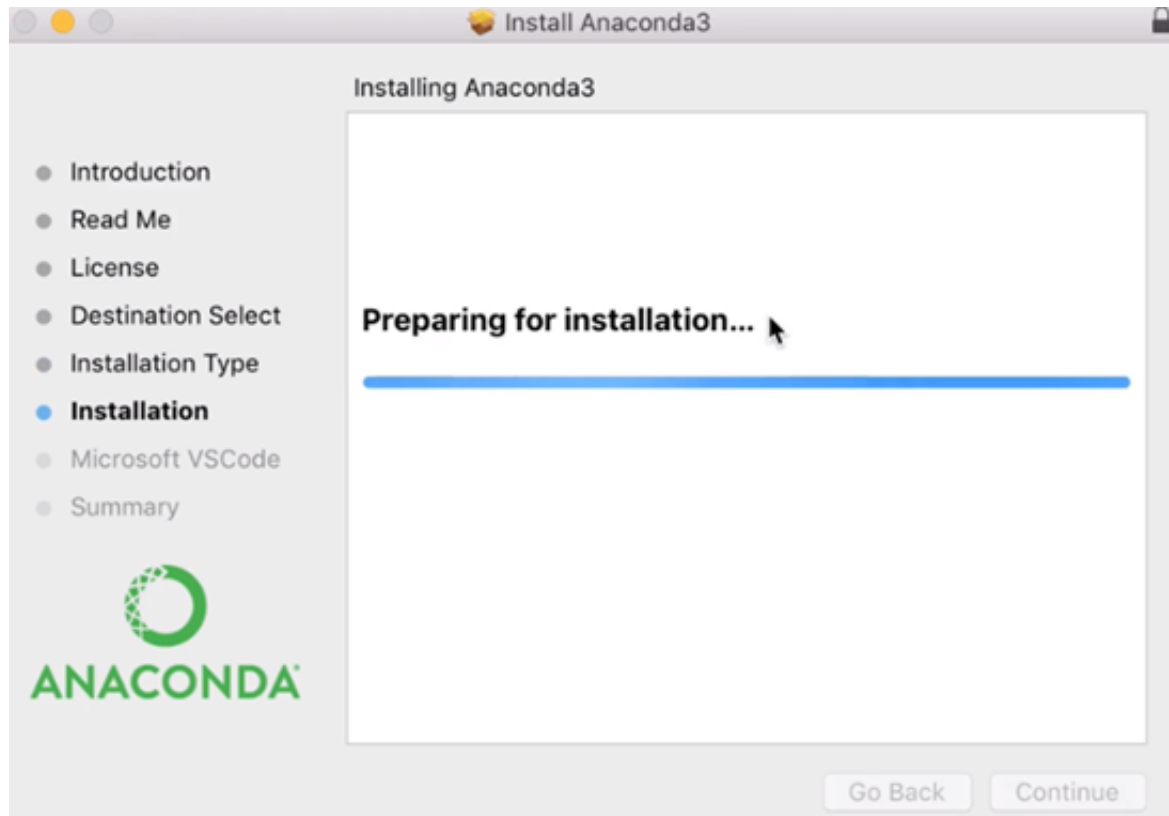 Install Anaconda3
Installing Anaconda3
Introduction
Read Me
License
Destination Select
Installation Type
Installation
Microsoft VSCode
Summary
Preparing for installation...
ANACONDA
Go Back
Continue